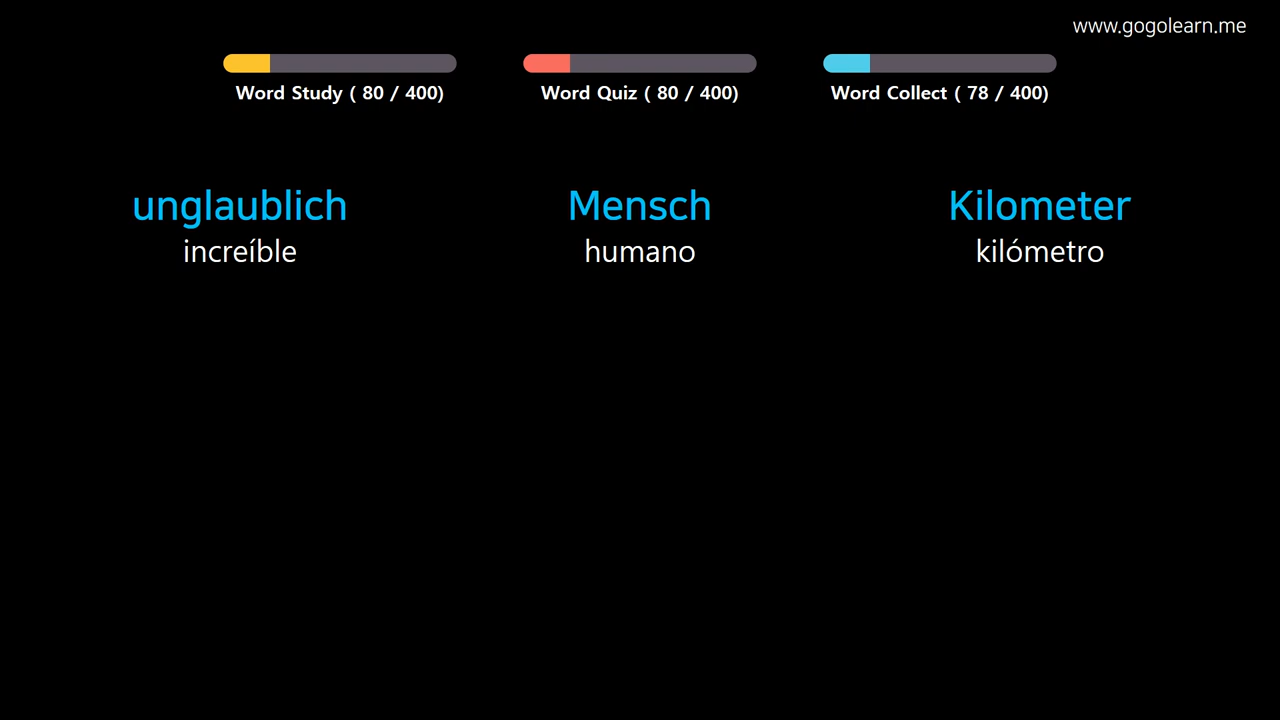 www.gogolearn.me
Word Study ( 80 / 400)
Word Quiz ( 80 / 400)
Word Collect ( 78 / 400)
unglaublich
increíble
Mensch
humano
Kilometer
kilómetro